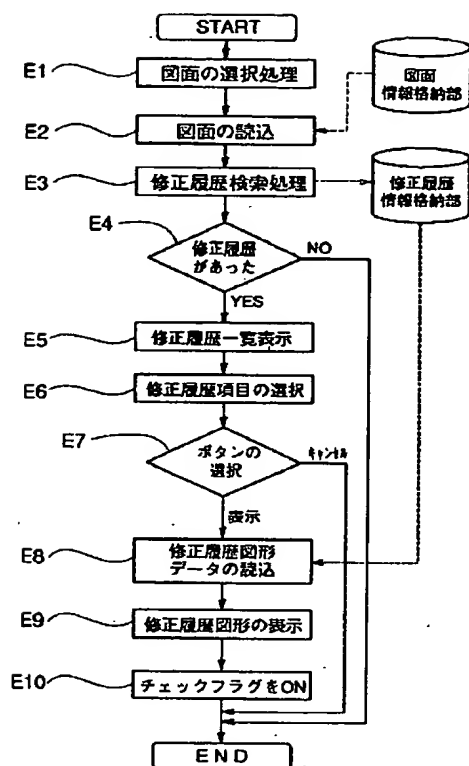 START
E1
図面の選択処理
図面
情報格納部
E2
図面の読込
E3
修正履歴検索処理
修正履歴
情報格納部
E4
修正履歴
があった
NO
YES
E5
修正履歴一覧表示
E6
修正履歴項目の選択
E7
ボタンの
選択
キャンセル
表示
E8
修正履歴図形
データの読込
E9
修正履歴図形の表示
E10
チェックフラグをON
END